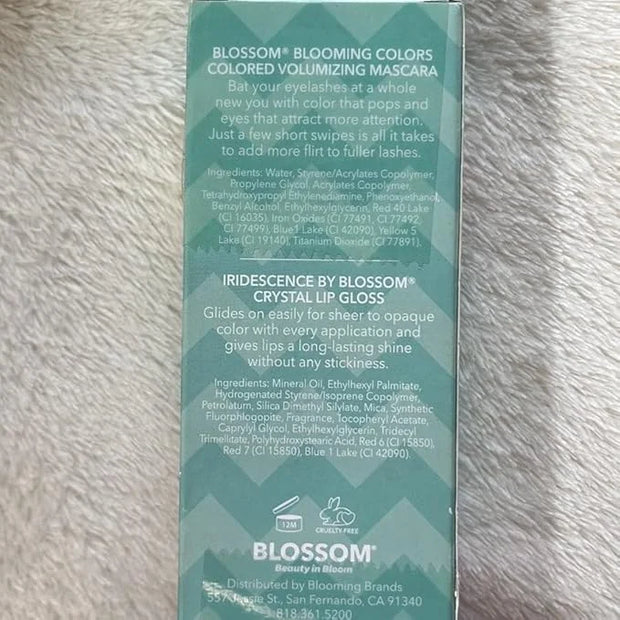 BLOSSOM® BLOOMING COLORS
COLORED VOLUMIZING MASCARA
Bat your eyelashes at a whole
new you with color that pops and
eyes that attract more attention.
Just a few short swipes is all it takes
to add more flirt to fuller lashes.
Ingredients: Water, Styrene/Acrylates Copolymer,
Propylene Glycol, Acrylates Copolymer,
Tetrahydroxypropyl Ethylenediamine, Phenoxyethanol,
Benzyl Alcohol, Ethylhexylglycerin, Red 40 Lake
(CI 16035), Iron Oxides (CI 77491, CI 77492,
CI 77499), Blue1 Lake (CI 42090), Yellow 5
Lake (CI 19140), Titanium Dioxide (CI 77891).
IRIDESCENCE BY BLOSSOM®
CRYSTAL LIP GLOSS
Glides on easily for sheer to opaque
color with every application and
gives lips a long-lasting shine
without any stickiness.
Ingredients: Mineral Oil, Ethylhexyl Palmitate,
Hydrogenated Styrene/Isoprene Copolymer,
Petrolatum, Silica Dimethyl Silylate, Mica, Synthetic
Fluorphlogopite, Fragrance, Tocopheryl Acetate,
Caprylyl Glycol, Ethylhexylglycerin, Tridecyl
Trimellitate, Polyhydroxystearic Acid, Red 6 (CI 15850),
Red 7 (CI 15850), Blue 1 Lake (CI 42090).
12M
CRUELTY-FREE
BLOSSOM®
Beauty in Bloom
Distributed by Blooming Brands
557 Jessie St., San Fernando, CA 91340
818.361.5200